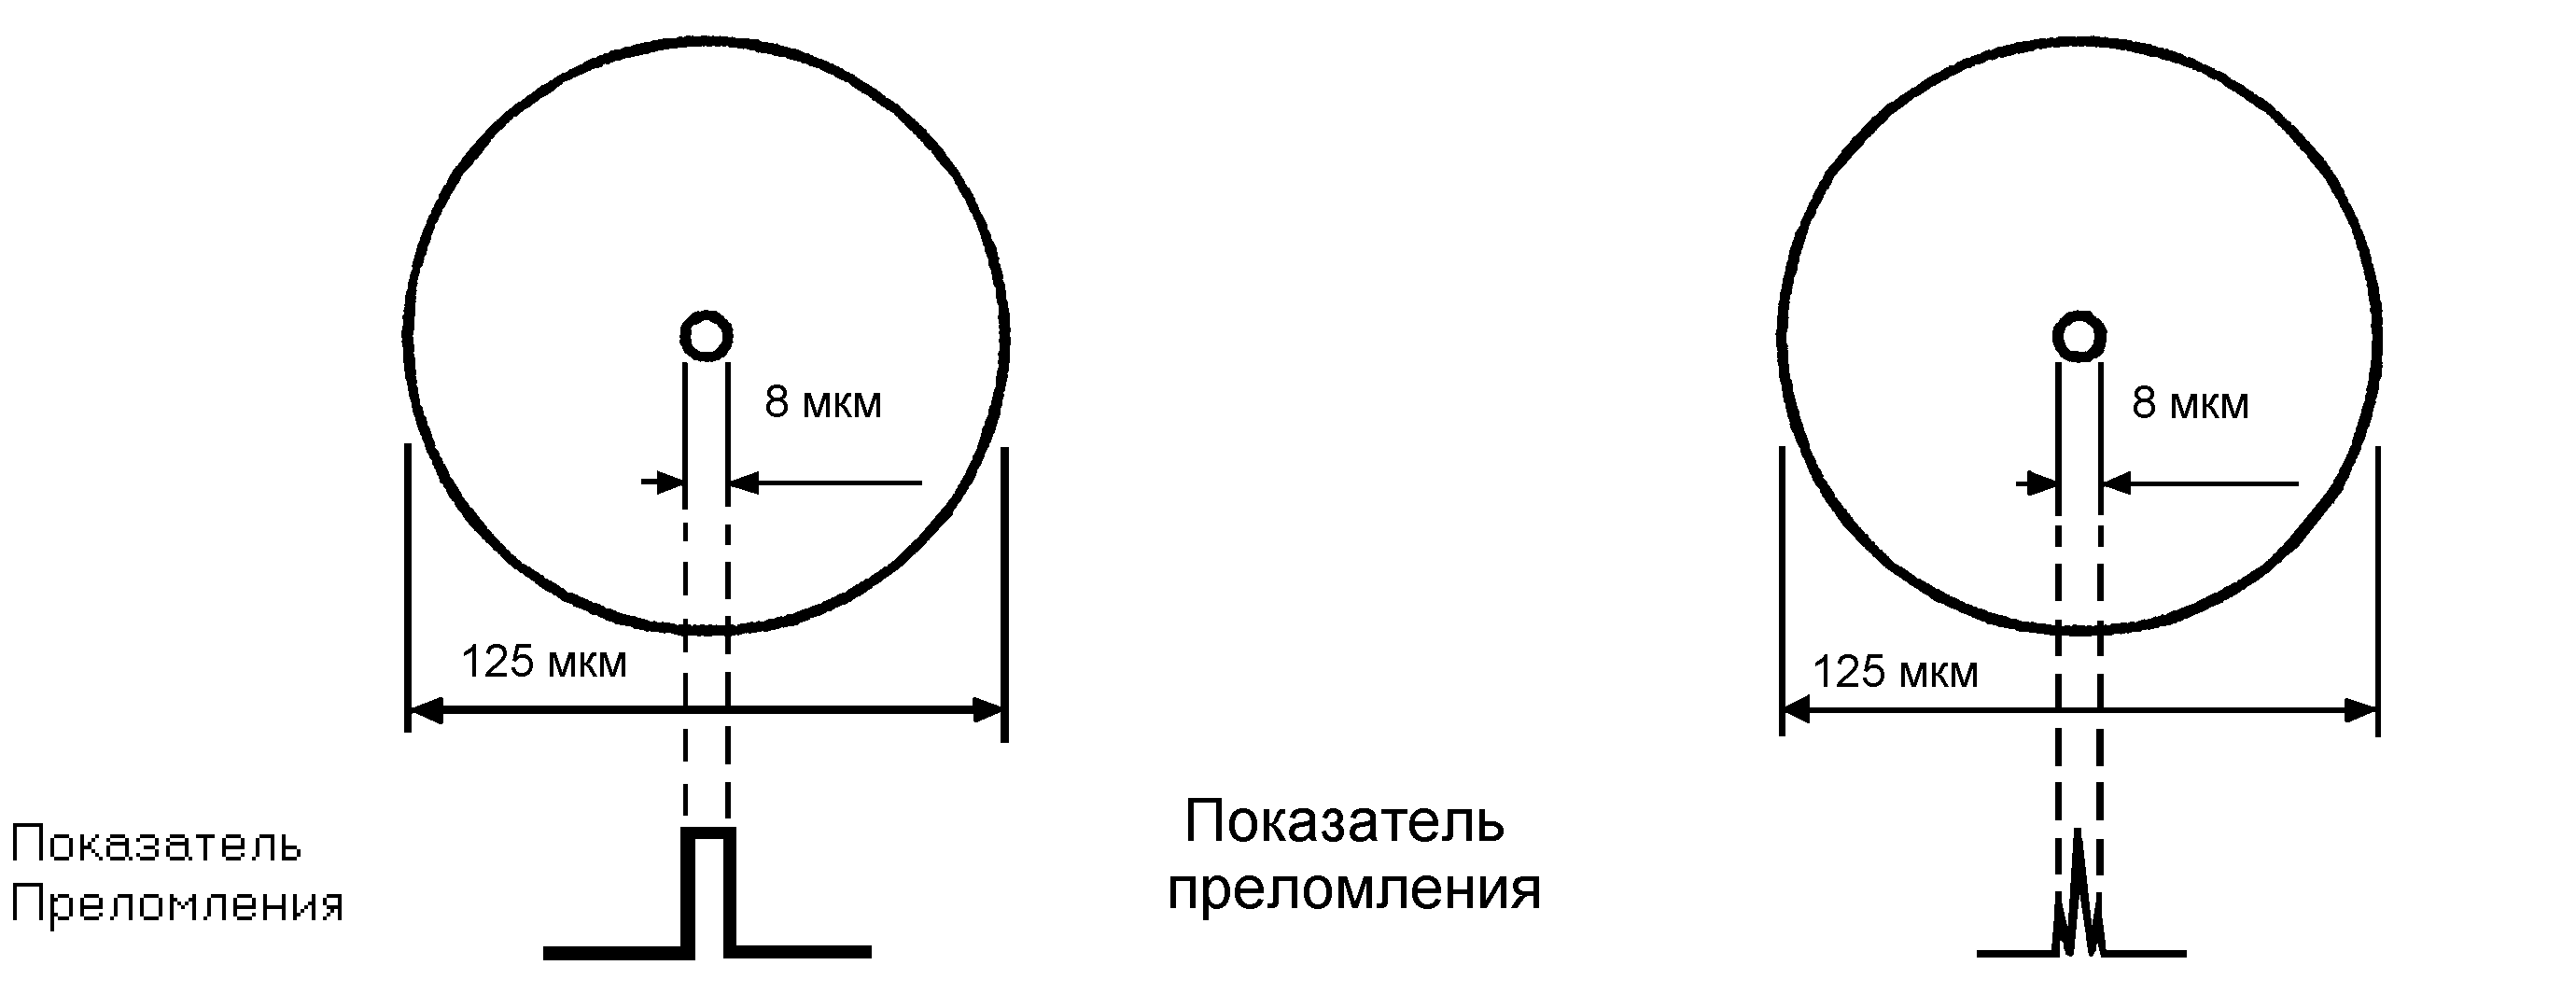 8 мкм
125 мкм
Показатель
Преломления
8 мкм
125 мкм
Показатель
преломления